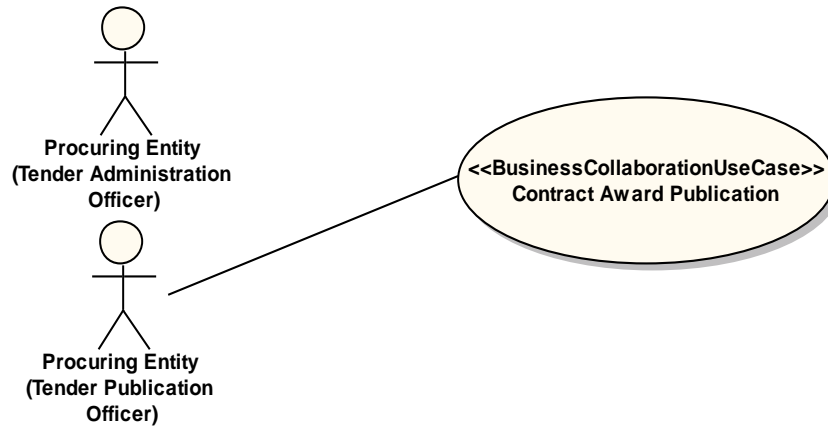 Procuring Entity
(Tender Administration
Officer)
<<BusinessCollaborationUseCase>>
Contract Award Publication
Procuring Entity
(Tender Publication
Officer)